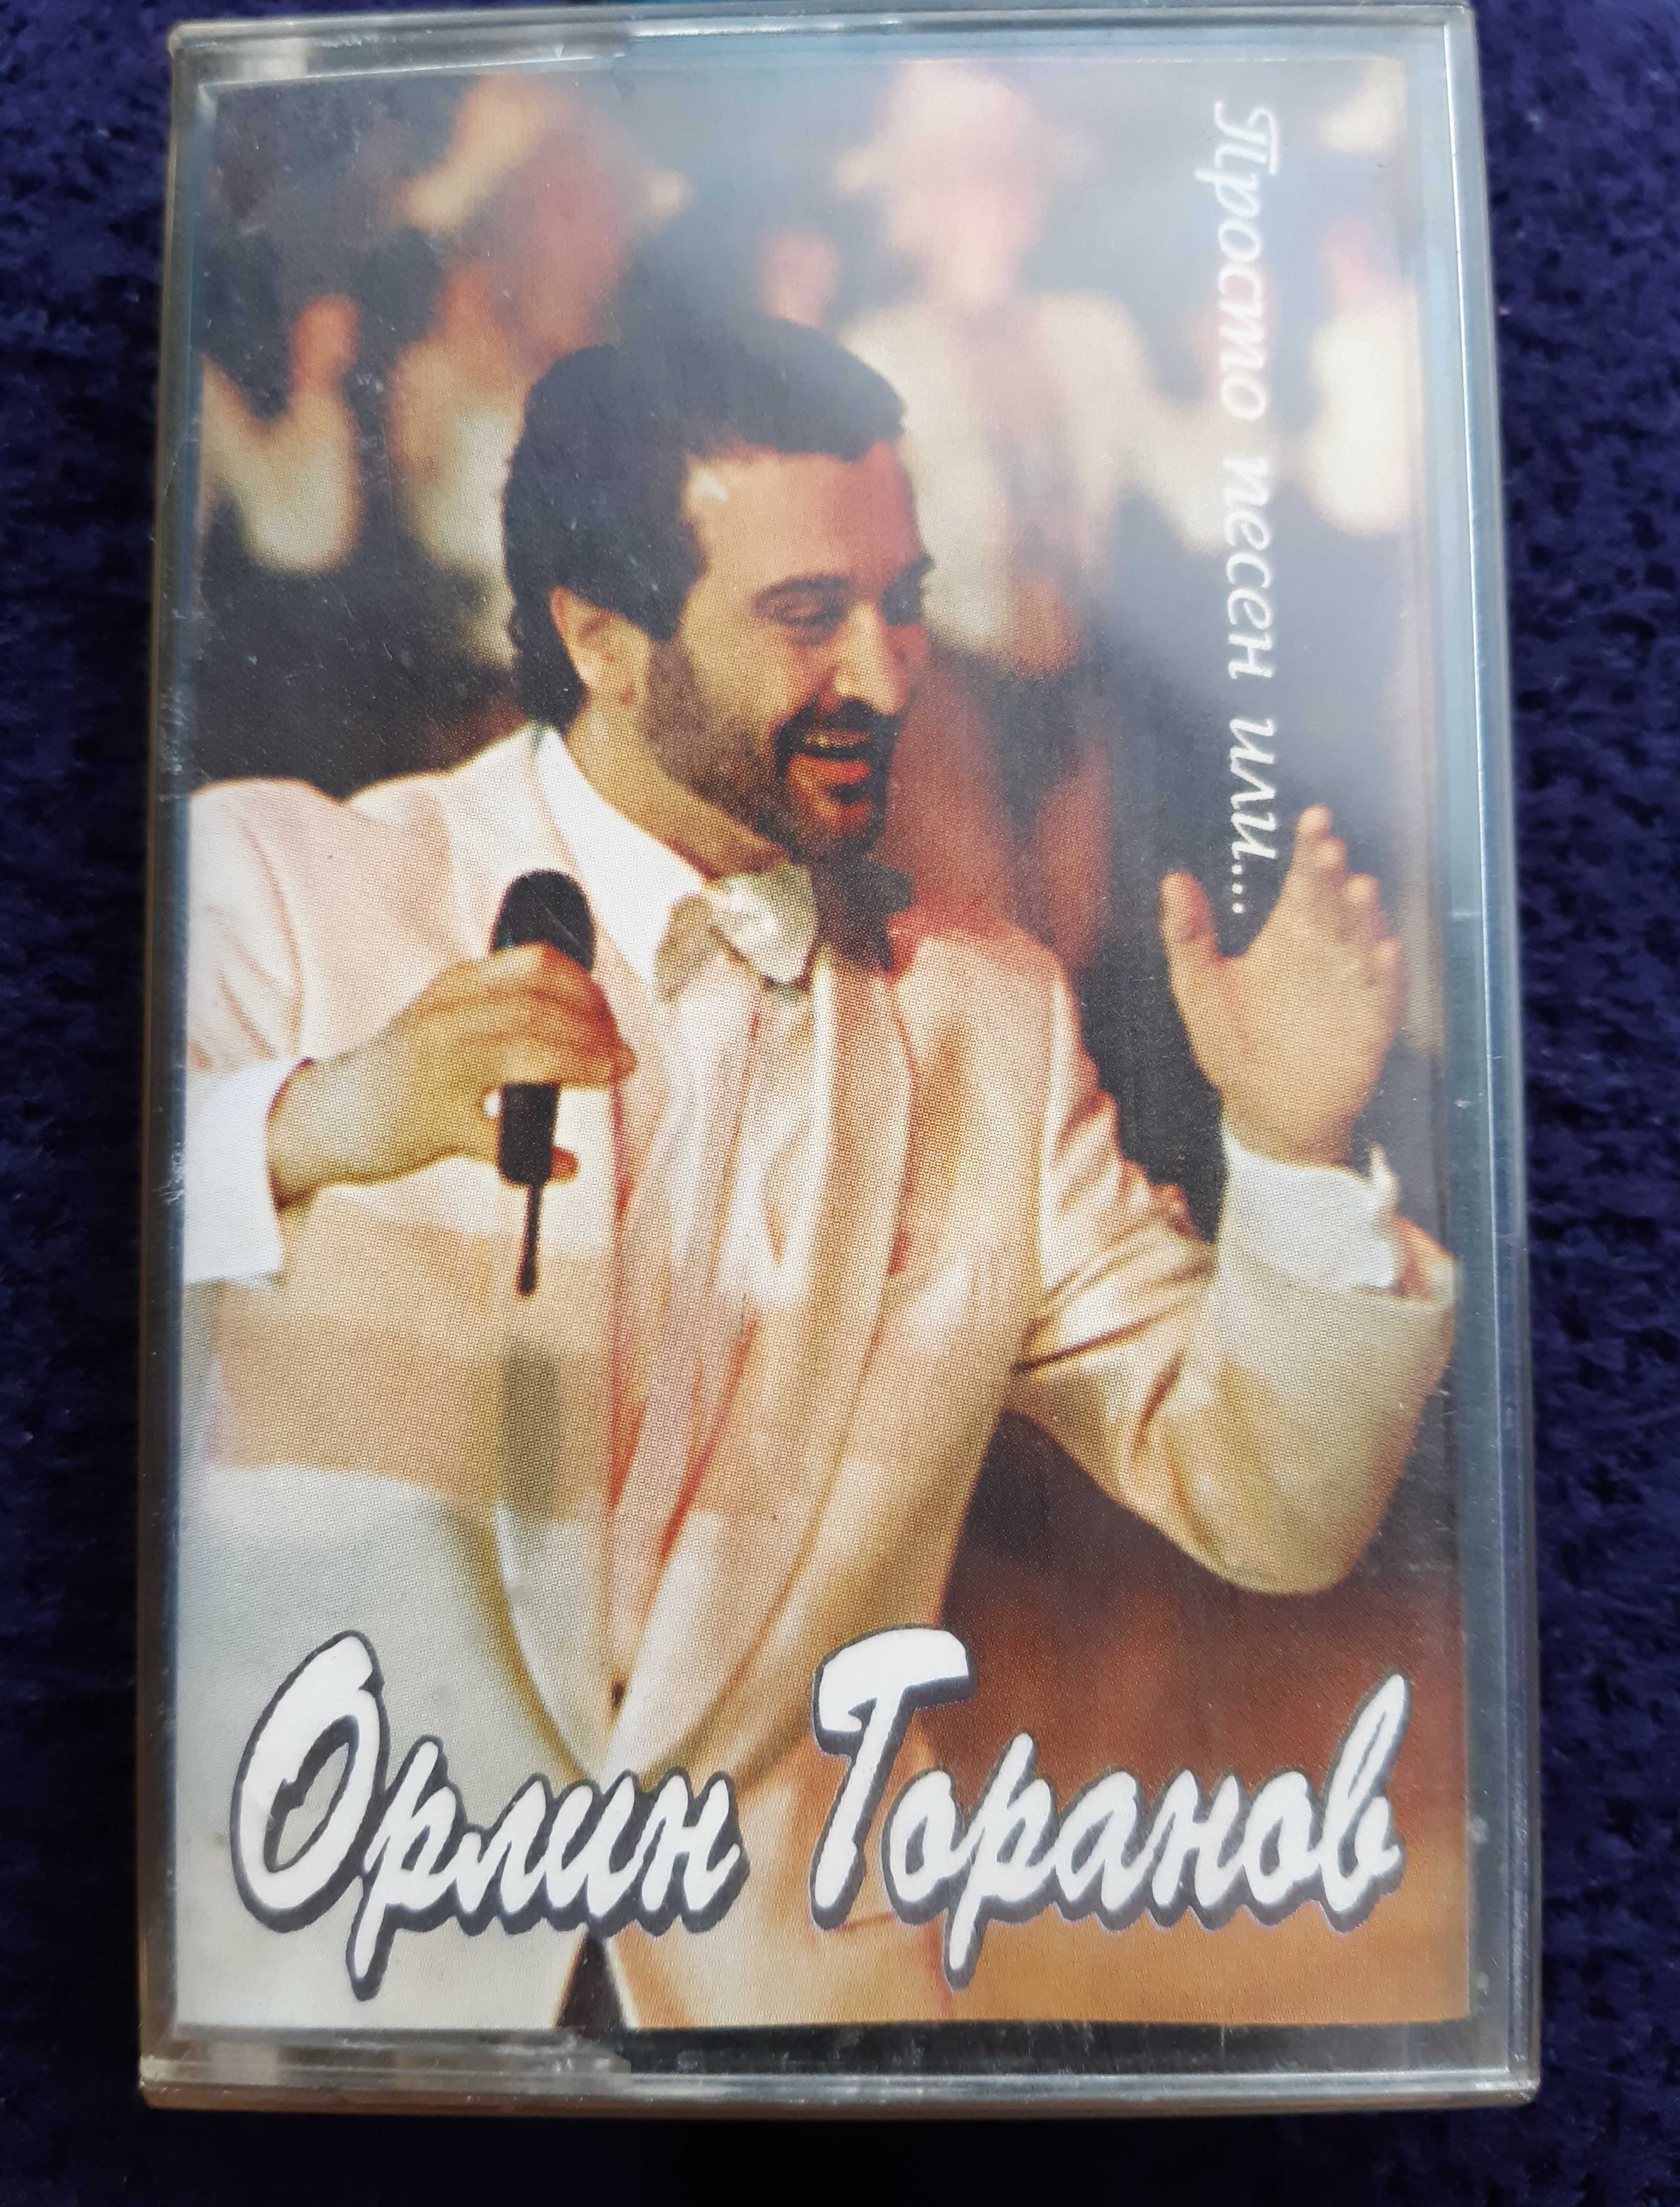 Просто песен или...
Орлин Горанов